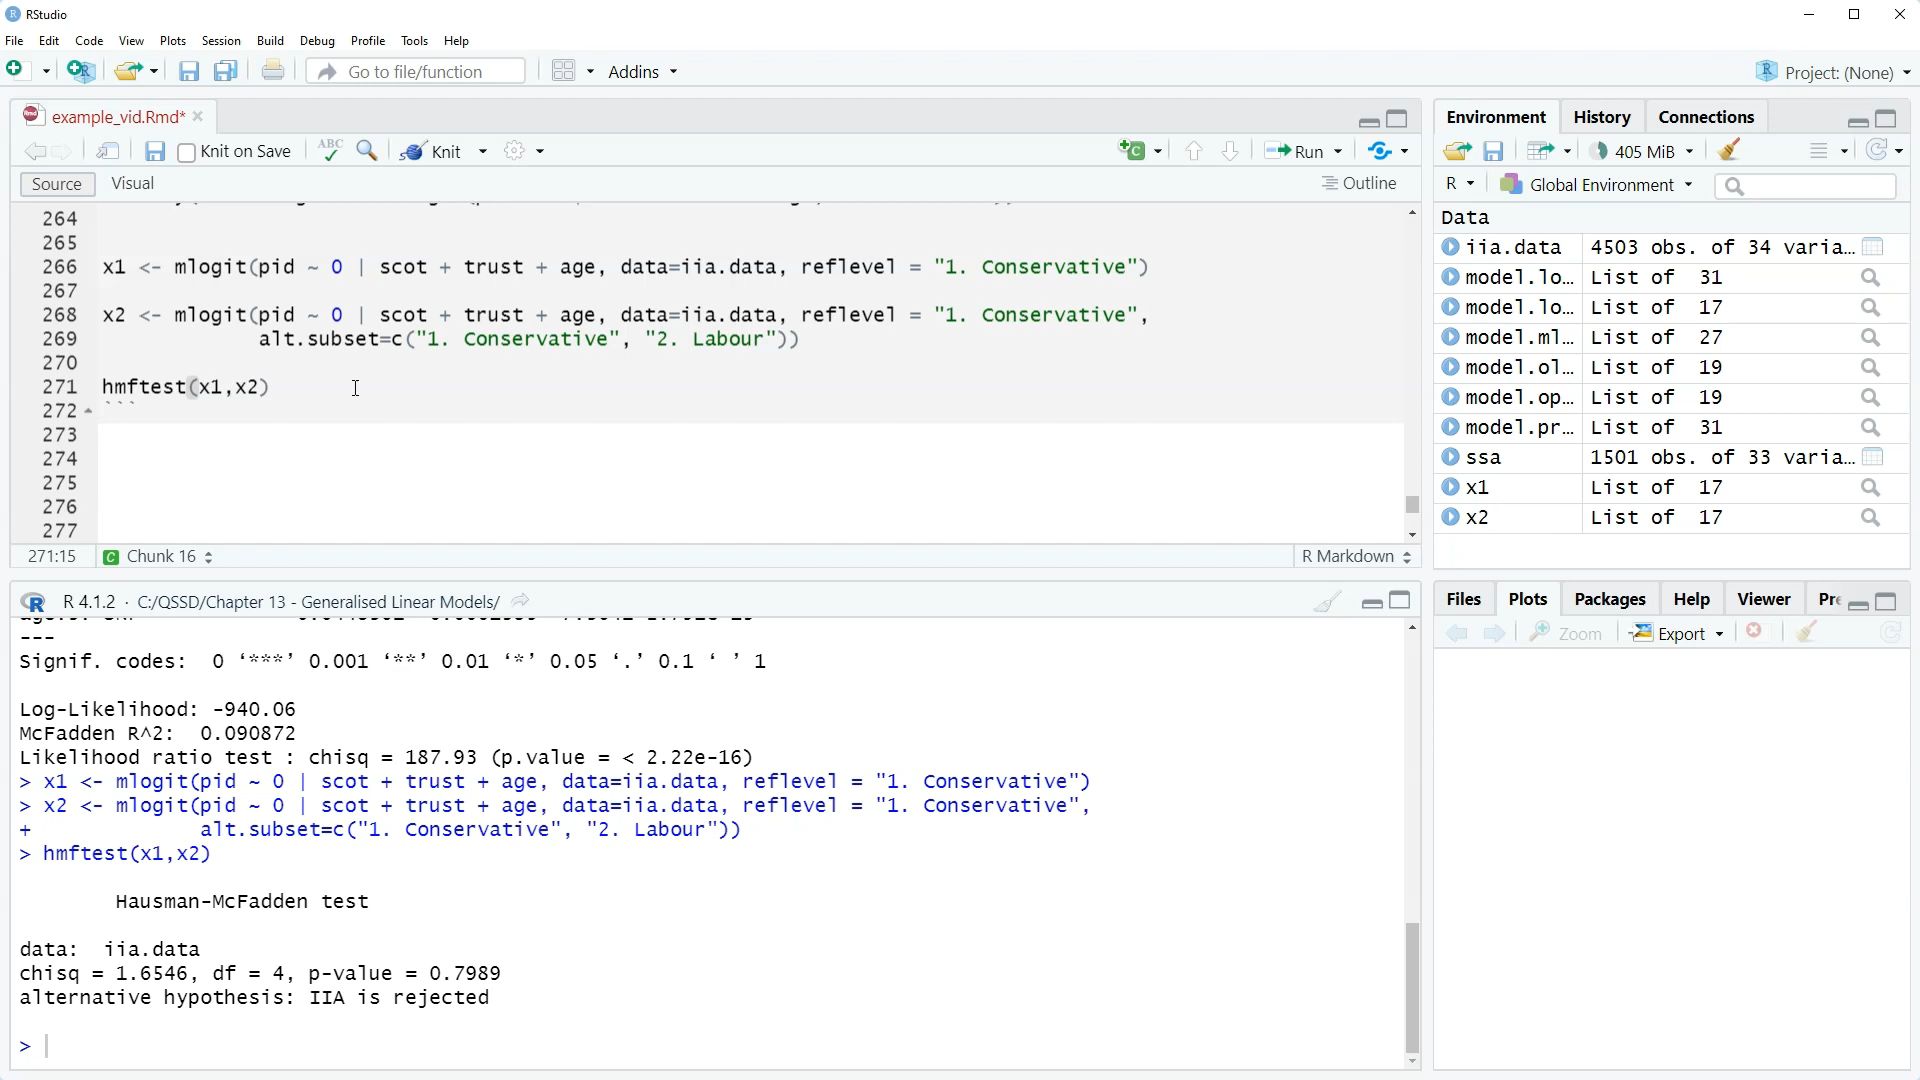 RStudio
File Edit Code View Plots Session Build Debug Profile Tools Help
Go to file/function Addins Project: (None)
example_vid.Rmd*
Knit on Save ABC Knit Run
Source Visual Outline
264
265
266 x1 <- mlogit(pid ~ 0 | scot + trust + age, data=iia.data, reflevel = "1. Conservative")
267
268 x2 <- mlogit(pid ~ 0 | scot + trust + age, data=iia.data, reflevel = "1. Conservative",
269 alt.subset=c("1. Conservative", "2. Labour"))
270
271 hmftest(x1,x2)
272 ```
273
274
275
276
277
271:15 Chunk 16 R Markdown
R 4.1.2 · C:/QSSD/Chapter 13 - Generalised Linear Models/
---
Signif. codes:  0 ‘***’ 0.001 ‘**’ 0.01 ‘*’ 0.05 ‘.’ 0.1 ‘ ’ 1
Log-Likelihood: -940.06
McFadden R^2:  0.090872
Likelihood ratio test : chisq = 187.93 (p.value = < 2.22e-16)
> x1 <- mlogit(pid ~ 0 | scot + trust + age, data=iia.data, reflevel = "1. Conservative")
> x2 <- mlogit(pid ~ 0 | scot + trust + age, data=iia.data, reflevel = "1. Conservative",
+ alt.subset=c("1. Conservative", "2. Labour"))
> hmftest(x1,x2)
Hausman-McFadden test
data:  iia.data
chisq = 1.6546, df = 4, p-value = 0.7989
alternative hypothesis: IIA is rejected
>
Environment History Connections
405 MiB
R Global Environment
Data
iia.data 4503 obs. of 34 varia…
model.lo… List of 31
model.lo… List of 17
model.ml… List of 27
model.ol… List of 19
model.op… List of 19
model.pr… List of 31
ssa 1501 obs. of 33 varia…
x1 List of 17
x2 List of 17
Files Plots Packages Help Viewer Pre
Zoom Export